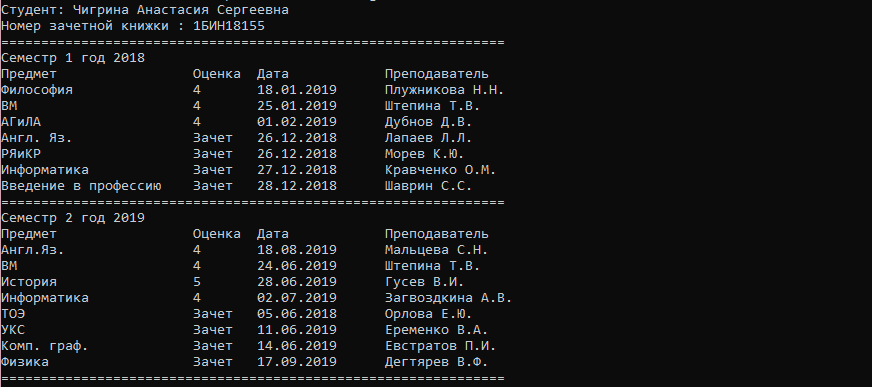 Студент: Чигрина Анастасия Сергеевна
Номер зачетной книжки : 1БИН18155
===============================================================
Семестр 1 год 2018
Предмет Оценка Дата Преподаватель
Философия 4 18.01.2019 Плужникова Н.Н.
ВМ 4 25.01.2019 Штепина Т.В.
АГиЛА 4 01.02.2019 Дубнов Д.В.
Англ. Яз. Зачет 26.12.2018 Лапаев Л.Л.
РЯиКР Зачет 26.12.2018 Морев К.Ю.
Информатика Зачет 27.12.2018 Кравченко О.М.
Введение в профессию Зачет 28.12.2018 Шаврин С.С.
===============================================================
Семестр 2 год 2019
Предмет Оценка Дата Преподаватель
Англ.Яз. 4 18.08.2019 Мальцева С.Н.
ВМ 4 24.06.2019 Штепина Т.В.
История 5 28.06.2019 Гусев В.И.
Информатика 4 02.07.2019 Загвоздкина А.В.
ТОЭ Зачет 05.06.2018 Орлова Е.Ю.
УКС Зачет 11.06.2019 Еременко В.А.
Комп. граф. Зачет 14.06.2019 Евстратов П.И.
Физика Зачет 17.09.2019 Дегтярев В.Ф.
===============================================================